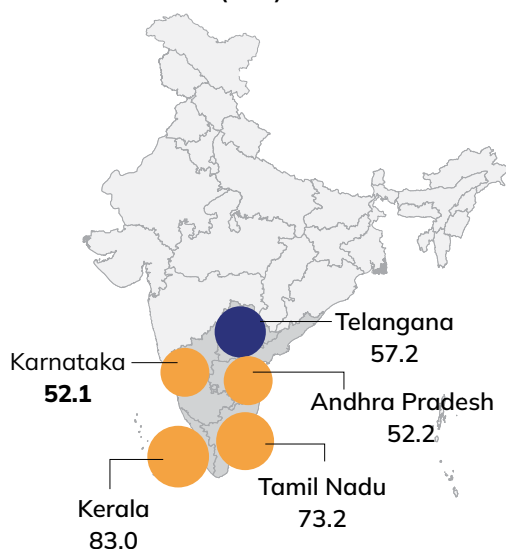 Telangana
57.2
Karnataka
52.1
Andhra Pradesh
52.2
Tamil Nadu
73.2
Kerala
83.0